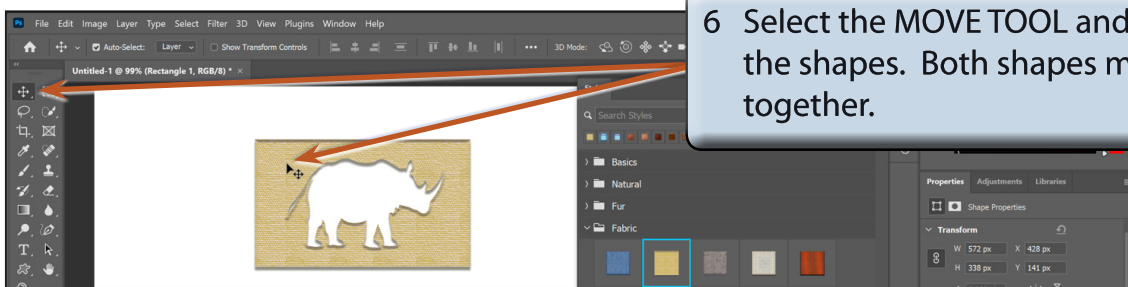 Ps File Edit Image Layer Type Select Filter 3D View Plugins Window Help
Auto-Select: Layer Show Transform Controls 3D Mode:
Untitled-1 @ 99% (Rectangle 1, RGB/8) * ×
6 Select the MOVE TOOL and
the shapes. Both shapes m
together.
Search Styles
Basics
Natural
Fur
Fabric
Properties Adjustments Libraries
Shape Properties
Transform
W 572 px X 428 px
H 338 px Y 141 px